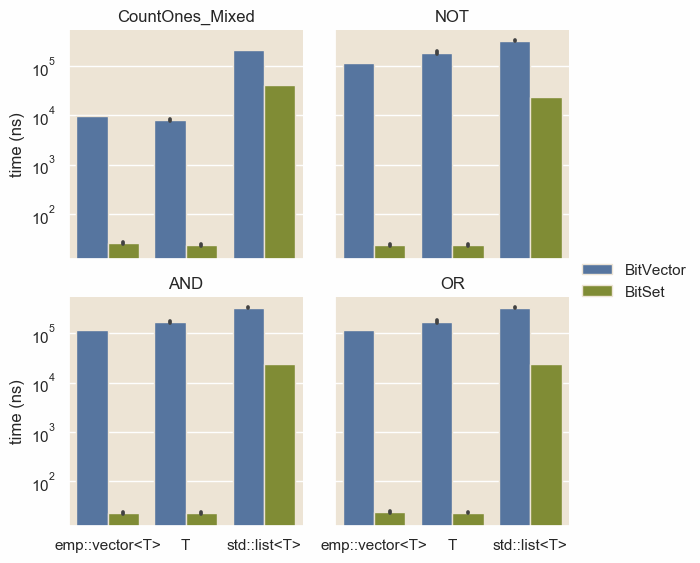 CountOnes_Mixed
NOT
time (ns)
10^5
10^4
10^3
10^2
BitVector
BitSet
AND
OR
time (ns)
10^5
10^4
10^3
10^2
emp::vector<T> T std::list<T>
emp::vector<T> T std::list<T>